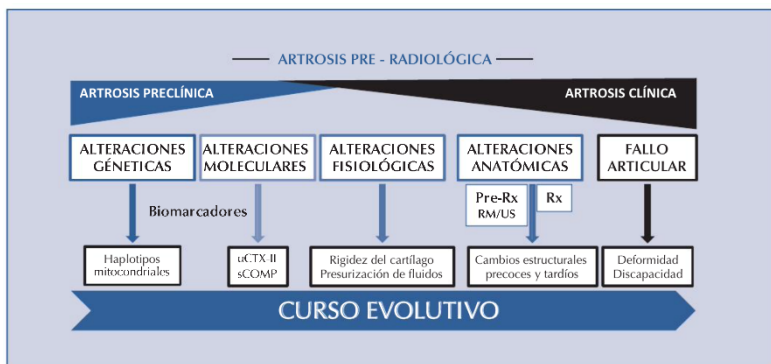 ARTROSIS PRE - RADIOLÓGICA
ARTROSIS PRECLÍNICA
ARTROSIS CLÍNICA
ALTERACIONES
GÉNETICAS
ALTERACIONES
MOLECULARES
ALTERACIONES
FISIOLÓGICAS
ALTERACIONES
ANATÓMICAS
FALLO
ARTICULAR
Biomarcadores
Pre-Rx
RM/US
Rx
Haplotipos
mitocondriales
uCTX-II
sCOMP
Rigidez del cartílago
Presurización de fluidos
Cambios estructurales
precoces y tardíos
Deformidad
Discapacidad
CURSO EVOLUTIVO